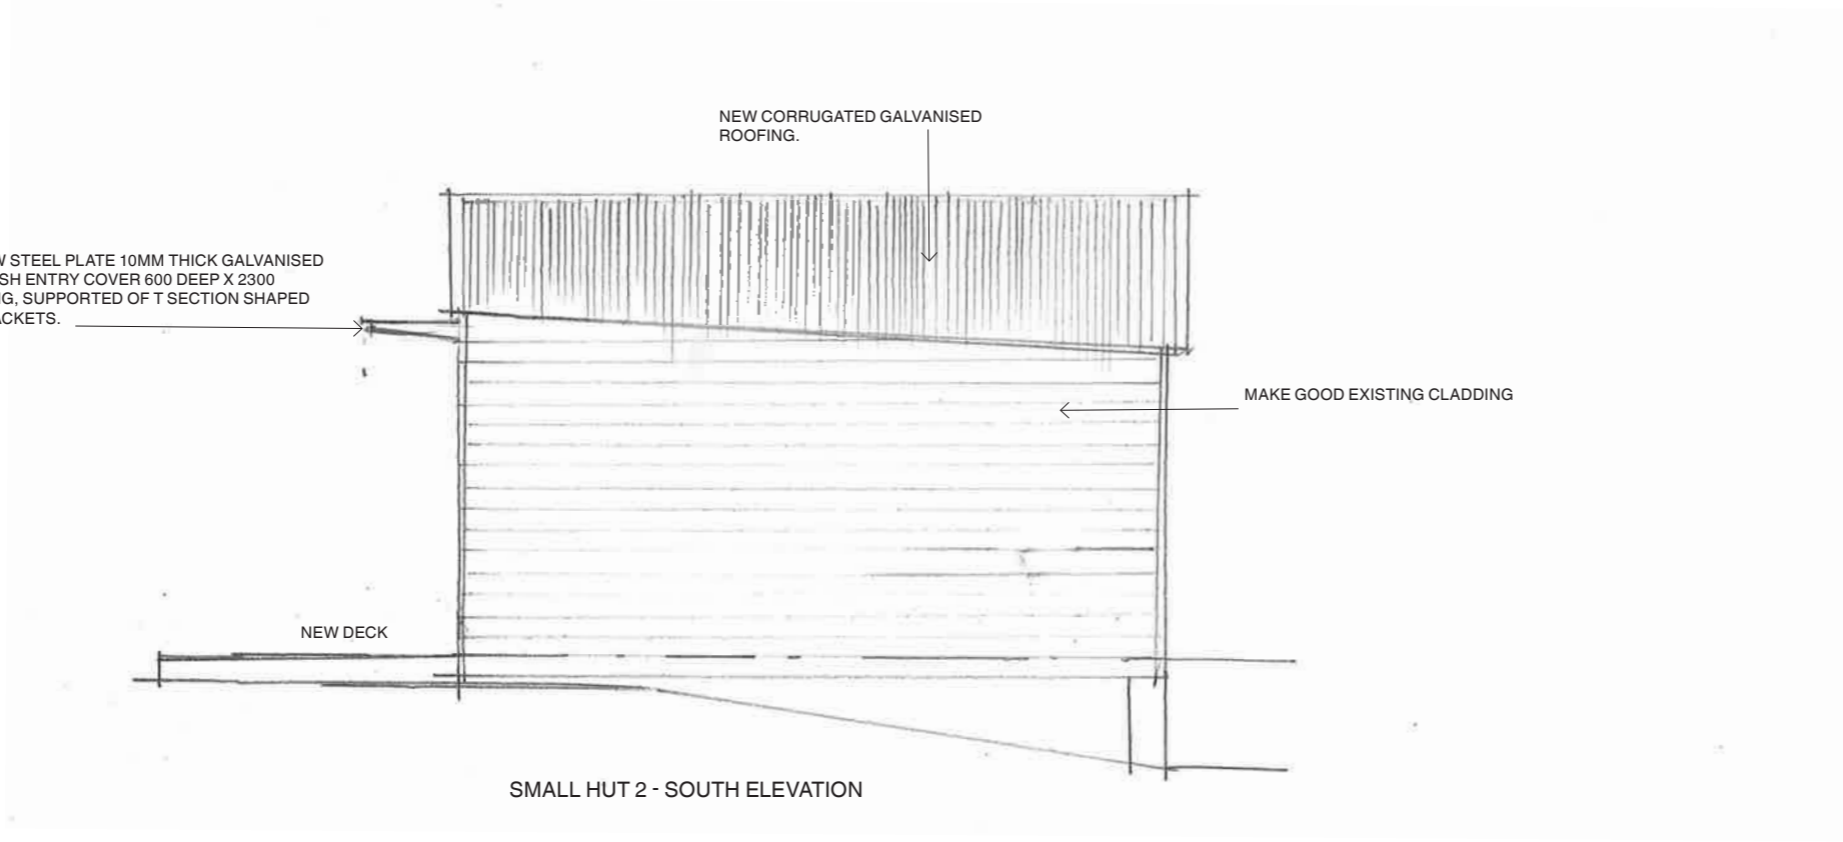 NEW CORRUGATED GALVANISED
ROOFING.
STEEL PLATE 10MM THICK GALVANISED
ENTRY COVER 600 DEEP X 2300
SUPPORTED OF T SECTION SHAPED
MAKE GOOD EXISTING CLADDING
NEW DECK
SMALL HUT 2 - SOUTH ELEVATION